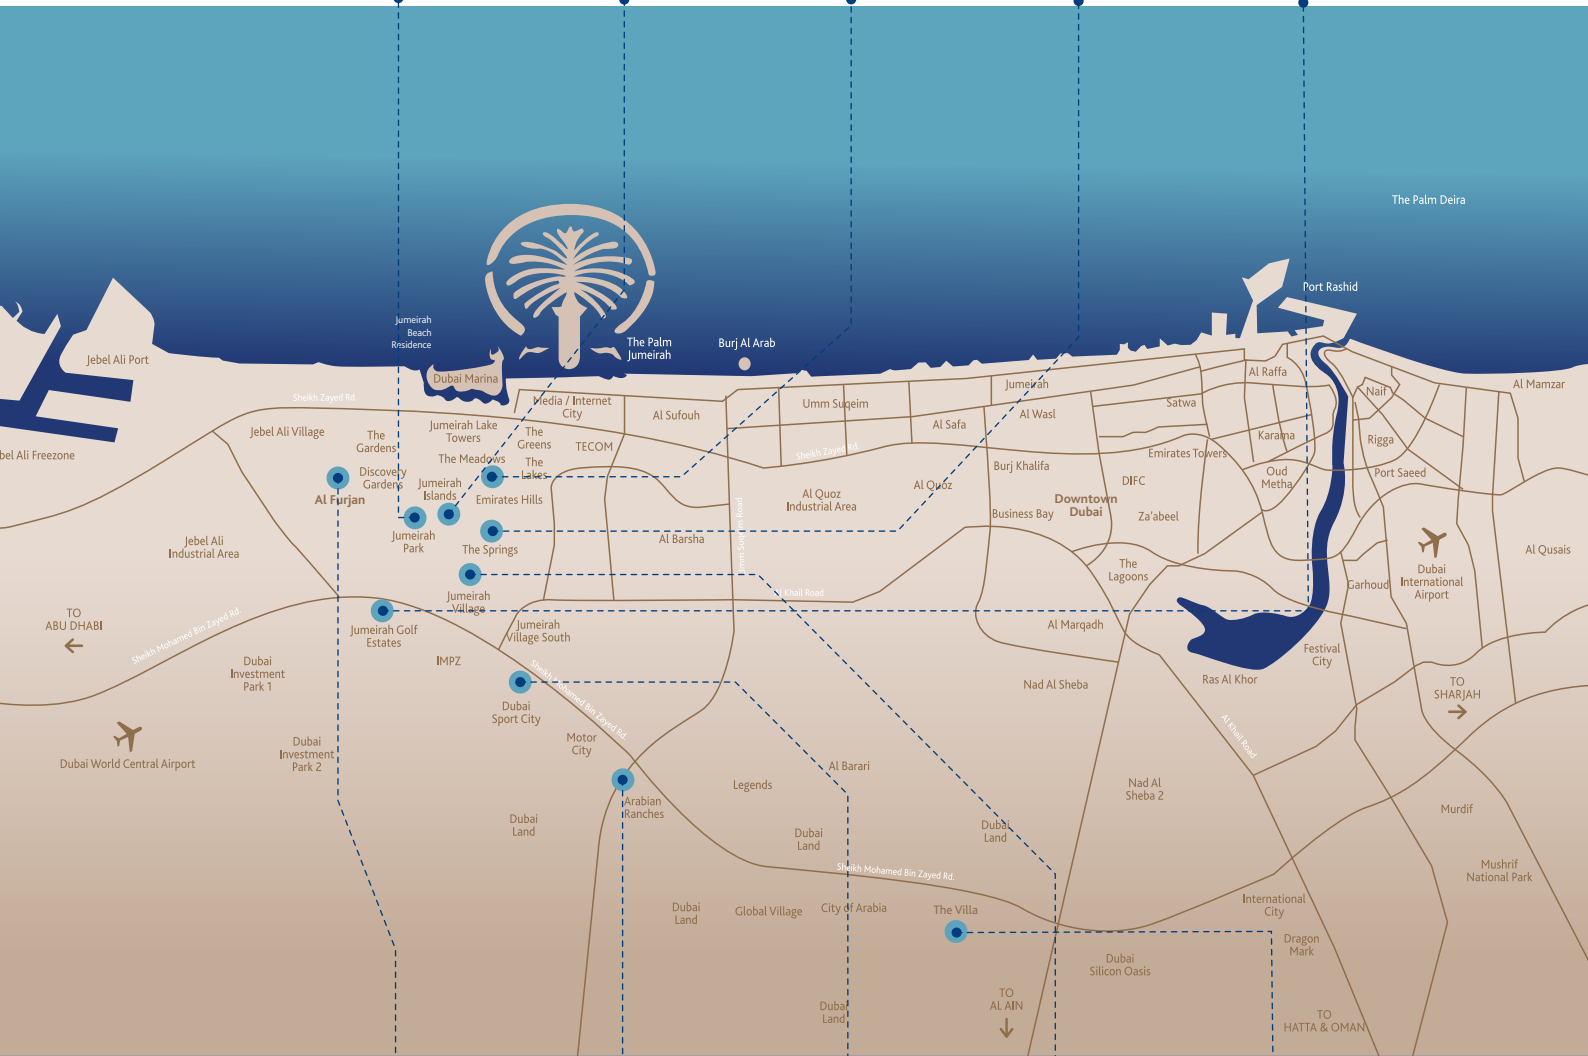 The Palm Deira
Port Rashid
Jumeirah
Beach
Residence
The Palm
Jumeirah
Burj Al Arab
Jebel Ali Port
Dubai Marina
Al Raffa
Jumeirah
Al Mamzar
Naif
Sheikh Zayed Rd.
Media / Internet
City
Umm Suqeim
Satwa
Al Sufouh
Al Wasl
Al Safa
Jebel Ali Village
The
Gardens
Jumeirah Lake
Towers
The
Greens
TECOM
Karama
Rigga
bel Ali Freezone
The Meadows
The
Lakes
Sheikh Zayed Rd.
Emirates Towers
Burj Khalifa
Discovery
Gardens
Al Furjan
Jumeirah
Islands
Emirates Hills
Al Quoz
Industrial Area
Al Quoz
DIFC
Oud
Metha
Port Saeed
Downtown
Dubai
Business Bay
Za'abeel
Umm Suqeim Road
Jumeirah
Park
The Springs
Al Barsha
Jebel Ali
Industrial Area
Al Qusais
The
Lagoons
Dubai
International
Airport
Garhoud
Jumeirah
Village
Al Khail Road
TO
ABU DHABI
Sheikh Mohamed Bin Zayed Rd.
Jumeirah Golf
Estates
Jumeirah
Village South
Al Marqadh
Festival
City
IMPZ
Dubai
Investment
Park 1
Sheikh Mohamed Bin Zayed Rd.
Nad Al Sheba
Ras Al Khor
TO
SHARJAH
Dubai
Sport City
Motor
City
Al Khail Road
Dubai
Investment
Park 2
Dubai World Central Airport
Al Barari
Legends
Nad Al
Sheba 2
Arabian
Ranches
Murdif
Dubai
Land
Dubai
Land
Dubai
Land
Sheikh Mohamed Bin Zayed Rd.
Mushrif
National Park
Dubai
Land
Global Village
City of Arabia
The Villa
International
City
Dragon
Mark
Dubai
Silicon Oasis
Dubai
Land
TO
AL AIN
TO
HATTA & OMAN